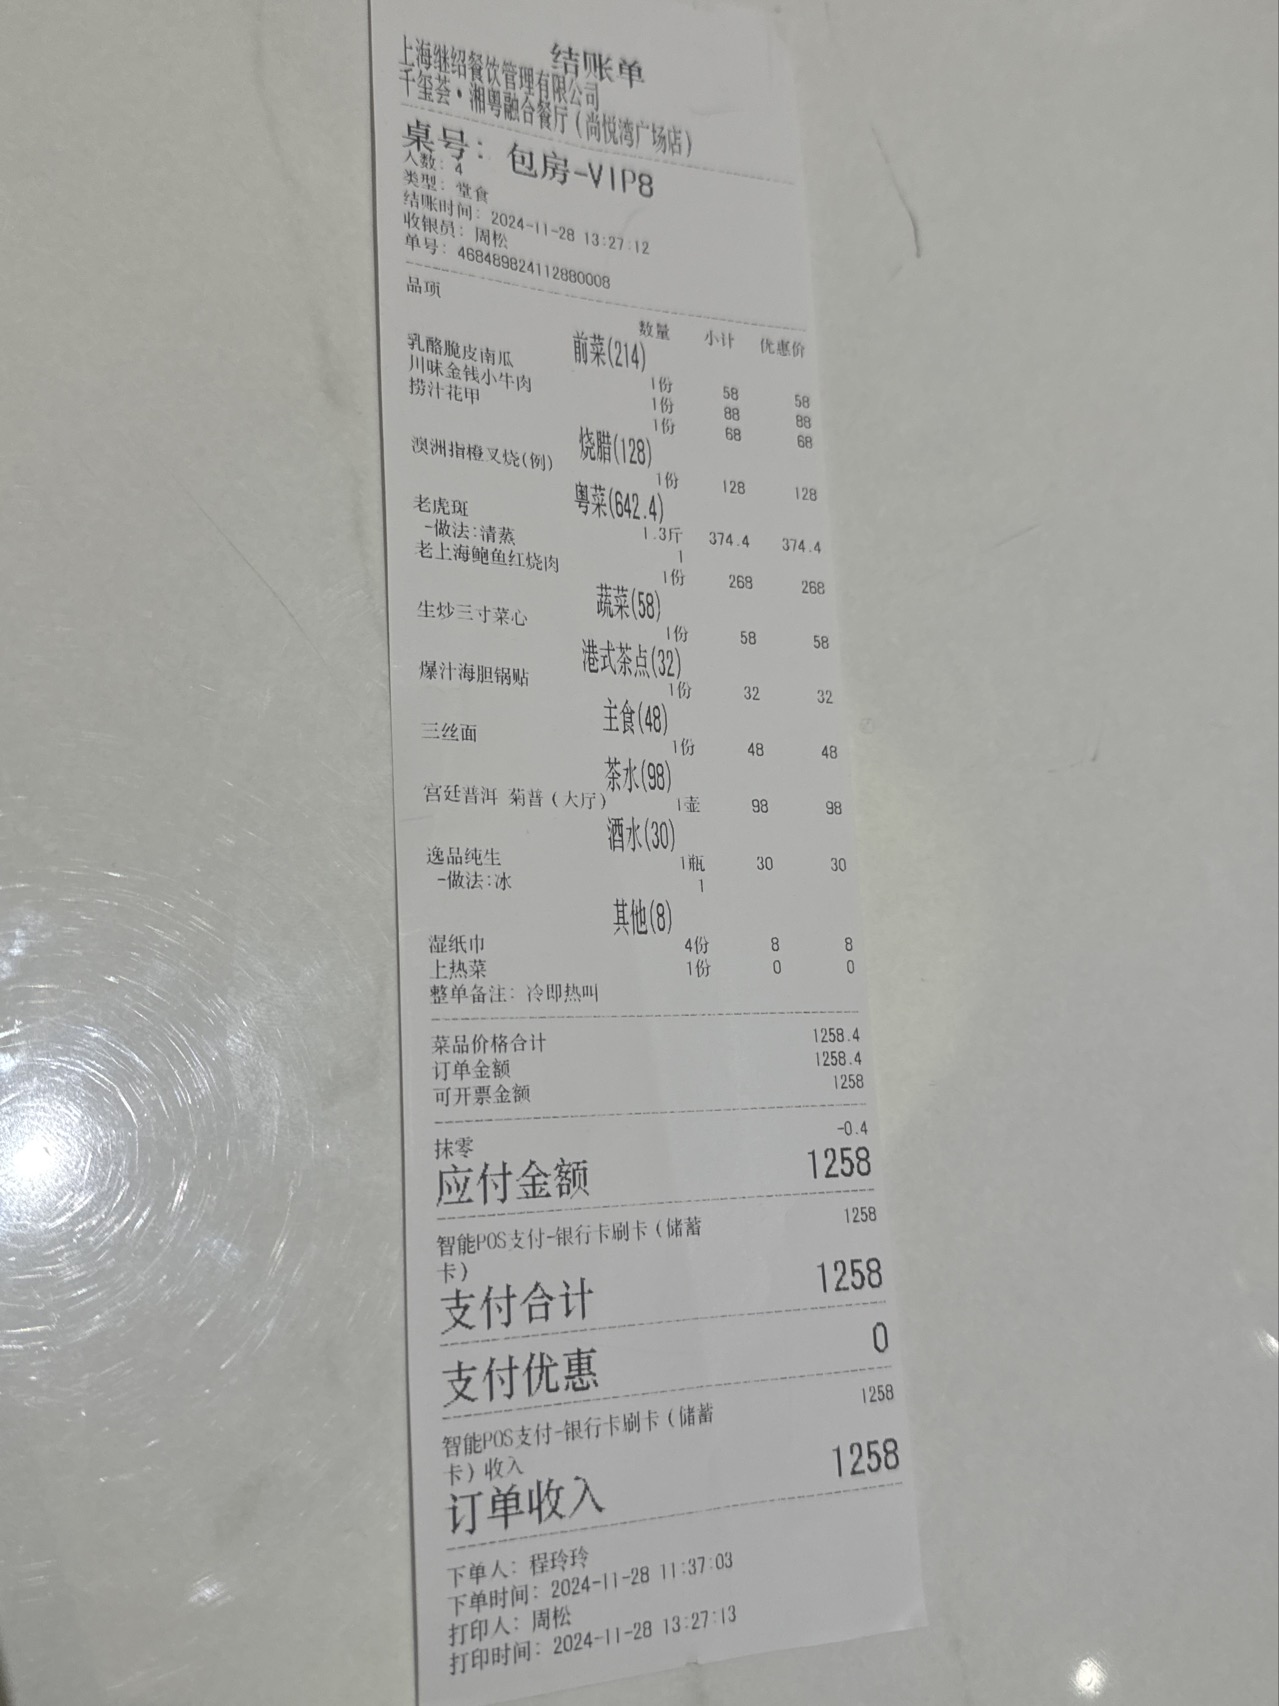 结账单
上海继绍餐饮管理有限公司
千玺荟·湘粤融合餐厅(尚悦湾广场店)
桌号: 包房-VIP8
人数: 4
类型: 堂食
结账时间: 2024-11-28 13:27:12
收银员: 周松
单号: 468489824112880008
品项 数量 小计 优惠价
前菜(214)
乳酪脆皮南瓜 1份 58 58
川味金钱小牛肉 1份 88 88
捞汁花甲 1份 68 68
烧腊(128)
澳洲指橙叉烧(例) 1份 128 128
粤菜(642.4)
老虎斑 1.3斤 374.4 374.4
-做法:清蒸 1
老上海鲍鱼红烧肉 1份 268 268
蔬菜(58)
生炒三寸菜心 1份 58 58
港式茶点(32)
爆汁海胆锅贴 1份 32 32
主食(48)
三丝面 1份 48 48
茶水(98)
宫廷普洱 菊普(大厅) 1壶 98 98
酒水(30)
逸品纯生 1瓶 30 30
-做法:冰 1
其他(8)
湿纸巾 4份 8 8
上热菜 1份 0 0
整单备注: 冷即热叫
菜品价格合计 1258.4
订单金额 1258.4
可开票金额 1258
抹零 -0.4
应付金额 1258
智能POS支付-银行卡刷卡(储蓄 1258
卡)
支付合计 1258
支付优惠 0
智能POS支付-银行卡刷卡(储蓄 1258
卡)收入
订单收入 1258
下单人: 程玲玲
下单时间: 2024-11-28 11:37:03
打印人: 周松
打印时间: 2024-11-28 13:27:13